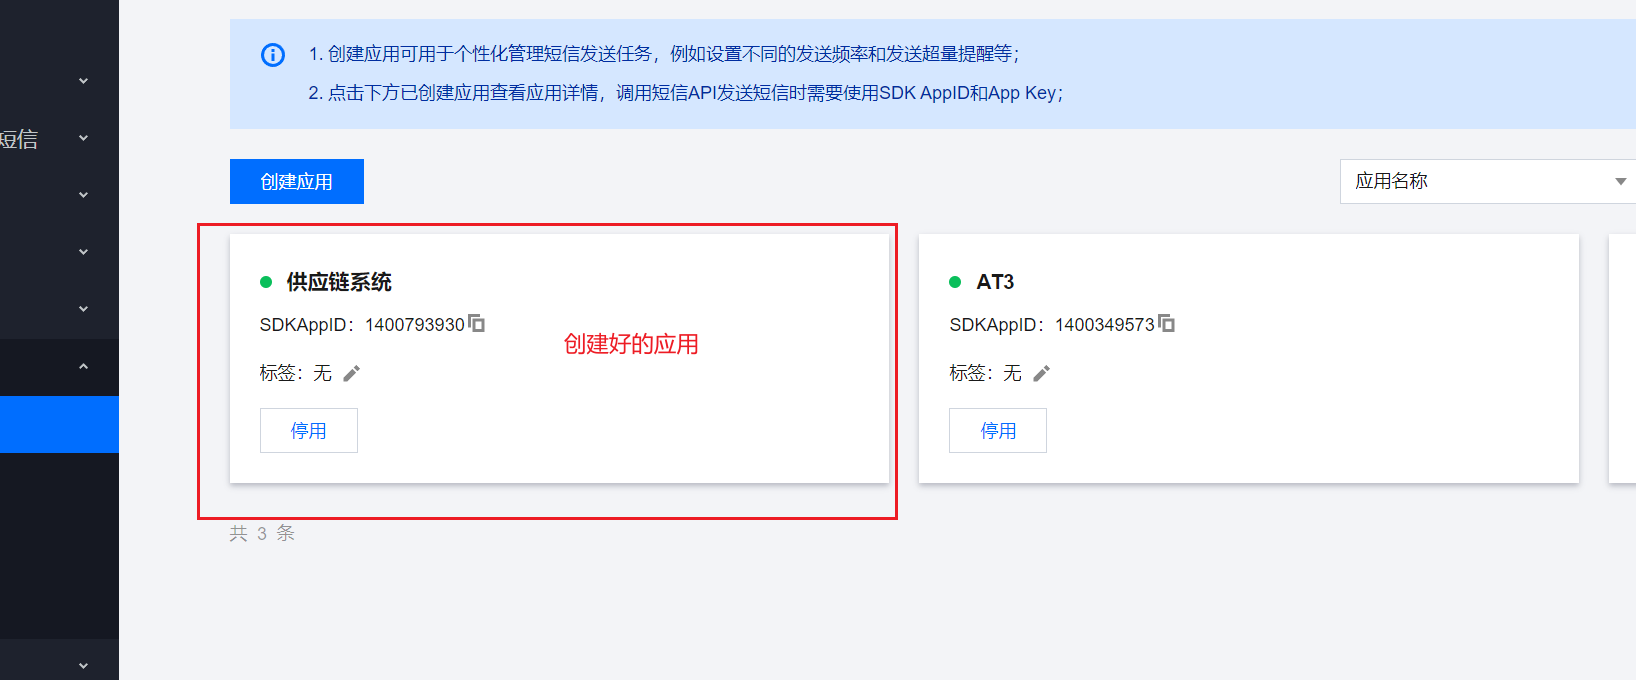 1. 创建应用可用于个性化管理短信发送任务，例如设置不同的发送频率和发送超量提醒等；
2. 点击下方已创建应用查看应用详情，调用短信API发送短信时需要使用SDK AppID和App Key；
短信
创建应用
应用名称
供应链系统
SDKAppID：1400793930
创建好的应用
标签：无
停用
AT3
SDKAppID：1400349573
标签：无
停用
共 3 条